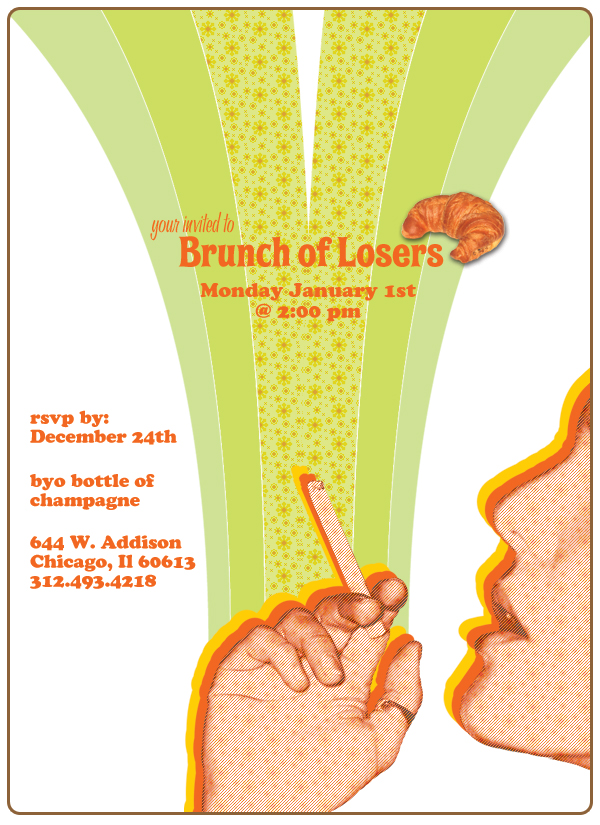 your invited to
Brunch of Losers
Monday January 1st
@ 2:00 pm
rsvp by:
December 24th
byo bottle of
champagne
644 W. Addison
Chicago, Il 60613
312.493.4218